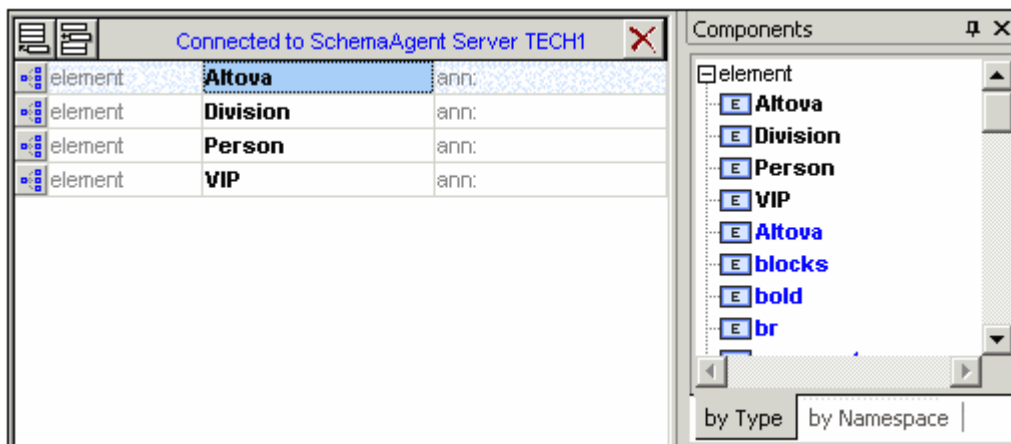 Connected to SchemaAgent Server TECH1
element Altova ann:
element Division ann:
element Person ann:
element VIP ann:
Components
element
E Altova
E Division
E Person
E VIP
E Altova
E blocks
E bold
E br
by Type by Namespace